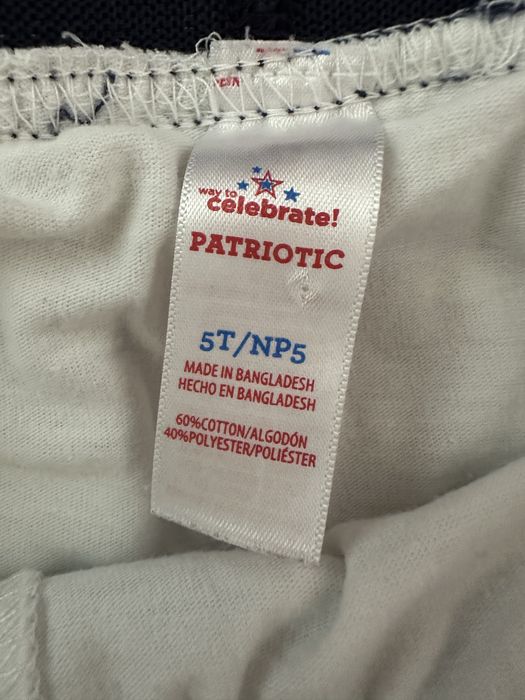 way to
celebrate!
PATRIOTIC
5T/NP5
MADE IN BANGLADESH
HECHO EN BANGLADESH
60%COTTON/ALGODÓN
40%POLYESTER/POLIÉSTER